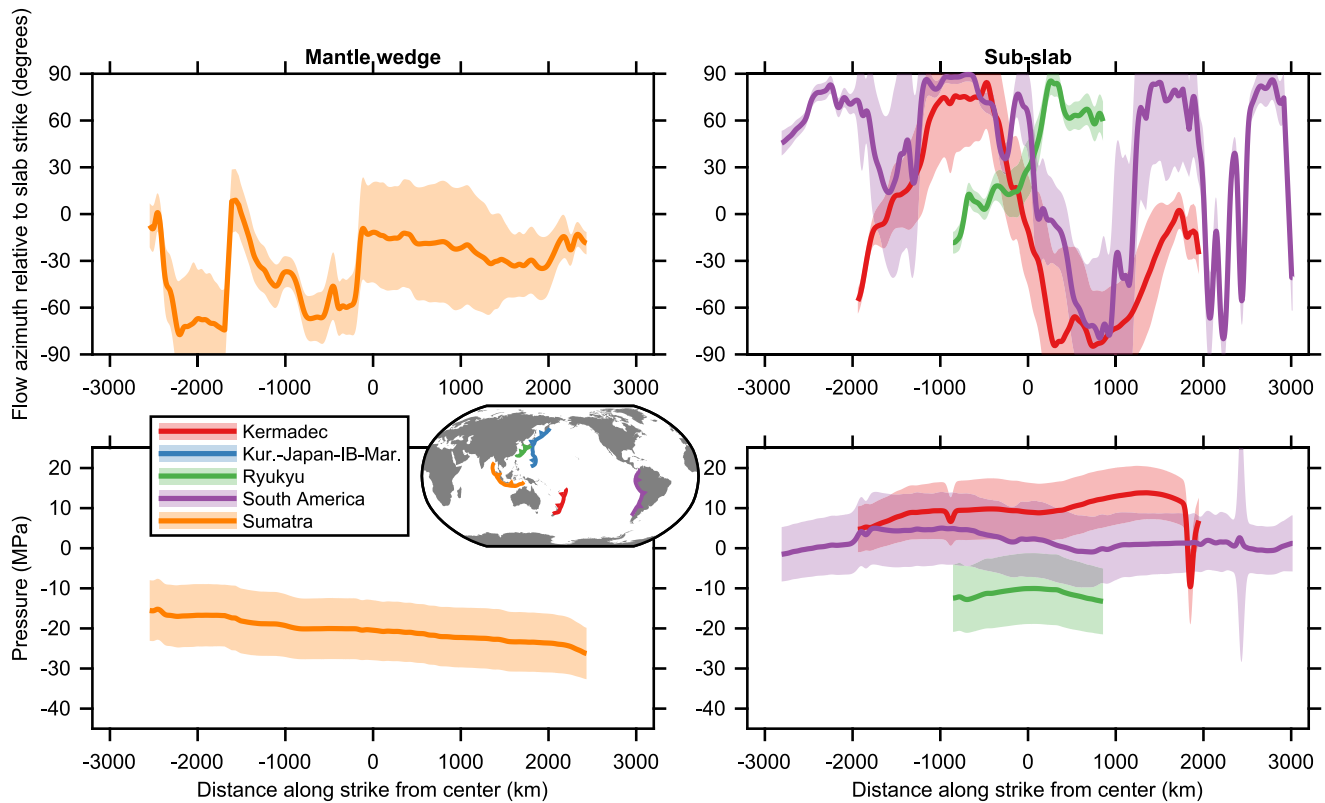 Mantle wedge
Sub-slab
Flow azimuth relative to slab strike (degrees)
90
60
30
0
-30
-60
-90
-3000 -2000 -1000 0 1000 2000 3000
90
60
30
0
-30
-60
-90
-3000 -2000 -1000 0 1000 2000 3000
Kermadec
Kur.-Japan-IB-Mar.
Ryukyu
South America
Sumatra
Pressure (MPa)
20
10
0
-10
-20
-30
-40
-3000 -2000 -1000 0 1000 2000 3000
Distance along strike from center (km)
20
10
0
-10
-20
-30
-40
-3000 -2000 -1000 0 1000 2000 3000
Distance along strike from center (km)